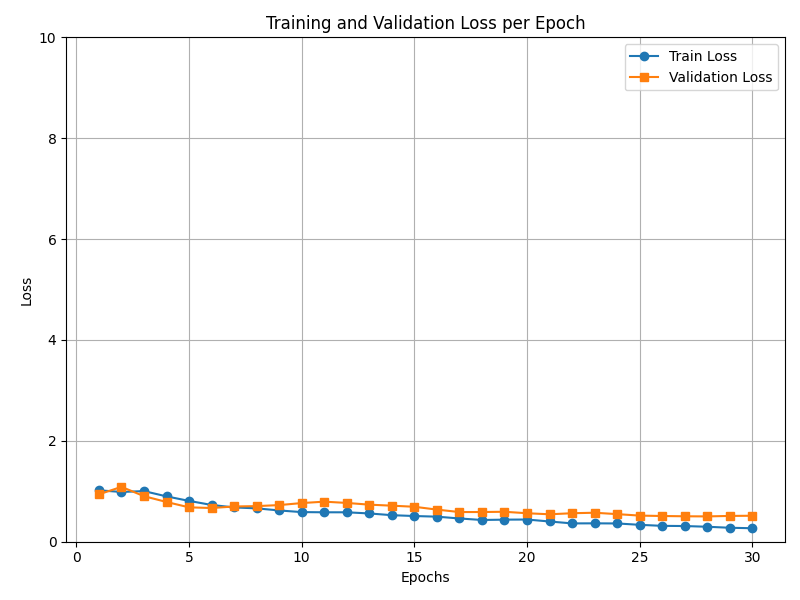 Training and Validation Loss per Epoch
Train Loss
Validation Loss
10
8
6
4
2
0
Loss
0 5 10 15 20 25 30
Epochs